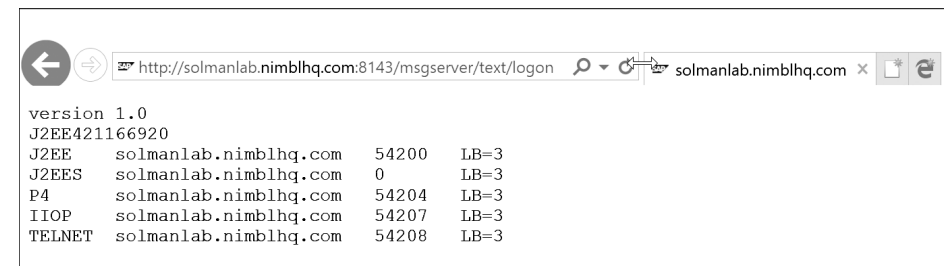 http://solmanlab.nimblhq.com:8143/msgserver/text/logon solmanlab.nimblhq.com
version 1.0
J2EE421166920
J2EE solmanlab.nimblhq.com 54200 LB=3
J2EES solmanlab.nimblhq.com 0 LB=3
P4 solmanlab.nimblhq.com 54204 LB=3
IIOP solmanlab.nimblhq.com 54207 LB=3
TELNET solmanlab.nimblhq.com 54208 LB=3